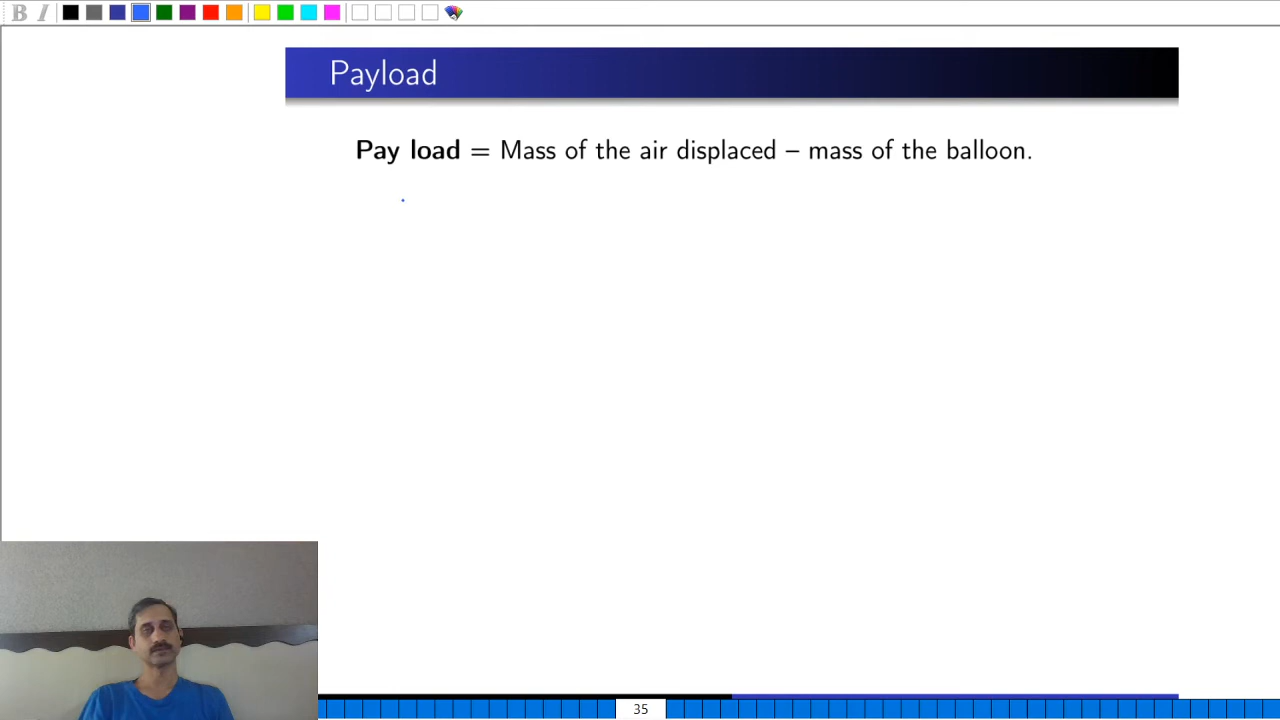 B I
Payload
Pay load = Mass of the air displaced – mass of the balloon.
35